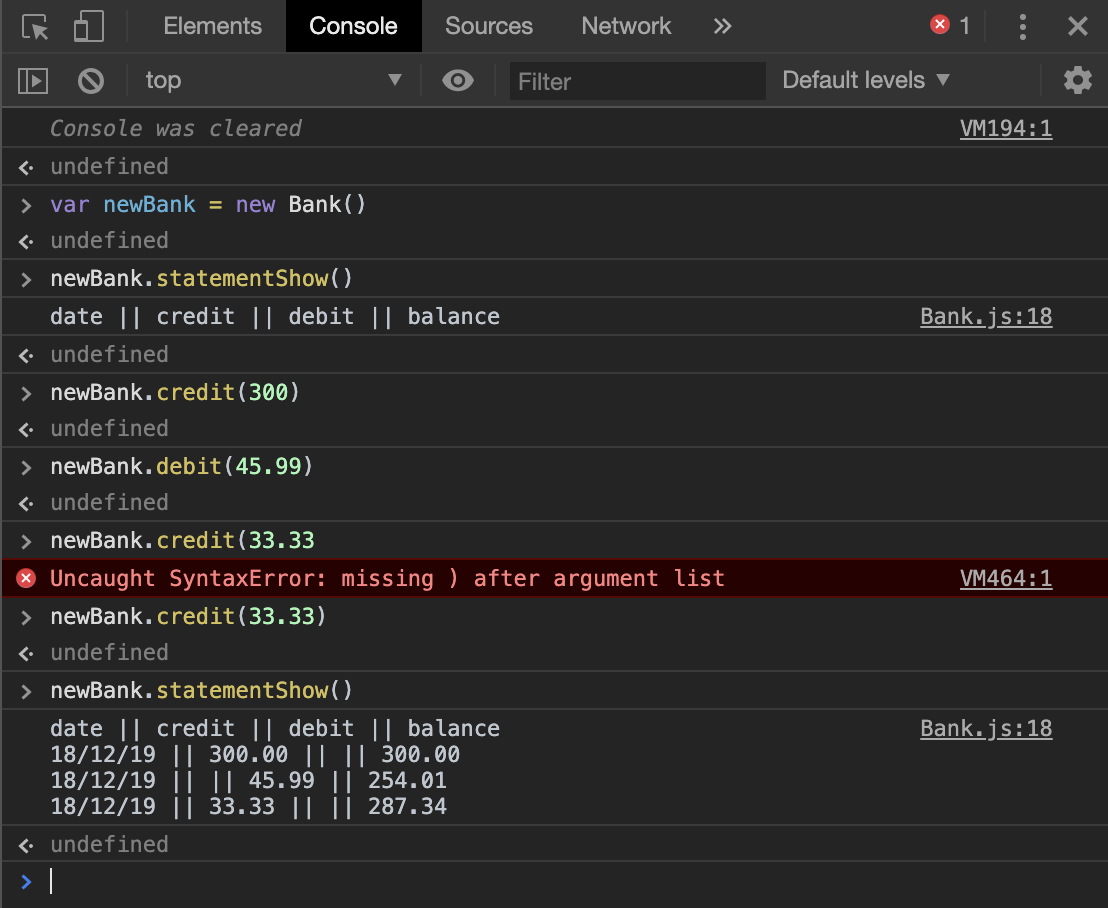 Elements Console Sources Network » 1
top Filter Default levels
Console was cleared VM194:1
undefined
var newBank = new Bank()
undefined
newBank.statementShow()
date || credit || debit || balance Bank.js:18
undefined
newBank.credit(300)
undefined
newBank.debit(45.99)
undefined
newBank.credit(33.33
Uncaught SyntaxError: missing ) after argument list VM464:1
newBank.credit(33.33)
undefined
newBank.statementShow()
date || credit || debit || balance Bank.js:18
18/12/19 || 300.00 || || 300.00
18/12/19 || || 45.99 || 254.01
18/12/19 || 33.33 || || 287.34
undefined